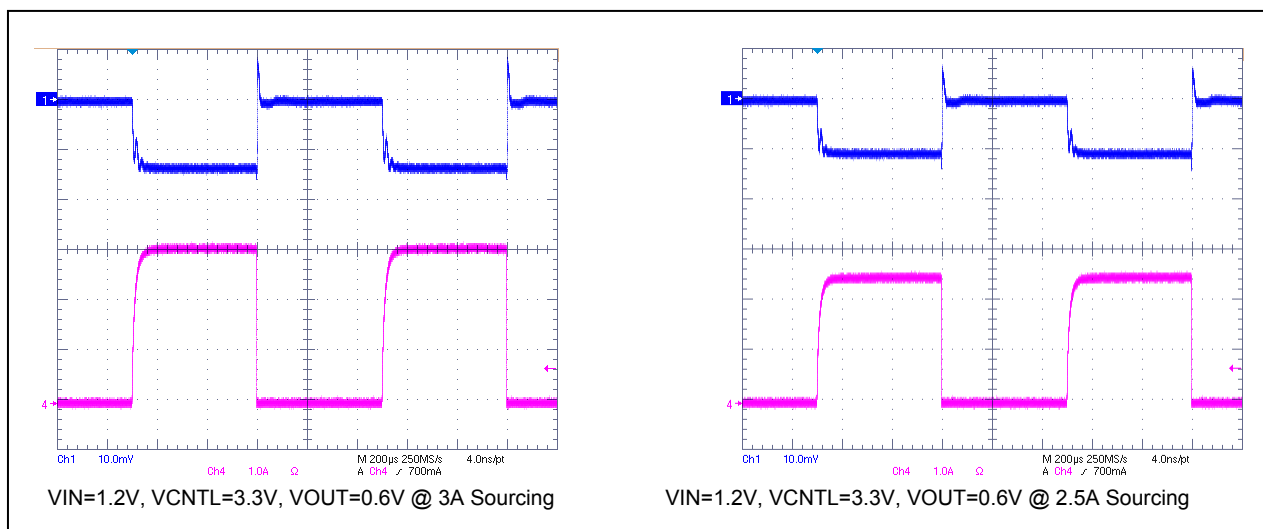 1
4
Ch1 10.0mV
M 200µs 250MS/s 4.0ns/pt
Ch4 1.0A Ω
A Ch4 ∕ 700mA
VIN=1.2V, VCNTL=3.3V, VOUT=0.6V @ 3A Sourcing
1
4
Ch1 10.0mV
M 200µs 250MS/s 4.0ns/pt
Ch4 1.0A Ω
A Ch4 ∕ 700mA
VIN=1.2V, VCNTL=3.3V, VOUT=0.6V @ 2.5A Sourcing